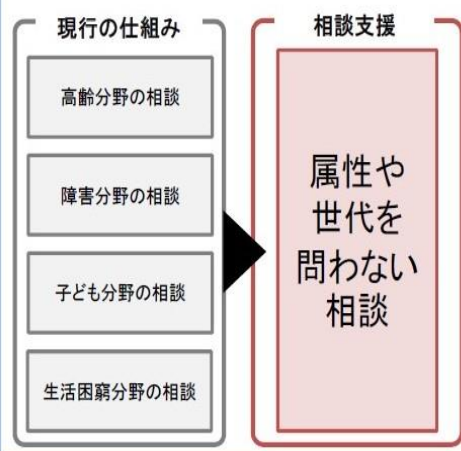 現行の仕組み
高齢分野の相談
障害分野の相談
子ども分野の相談
生活困窮分野の相談
相談支援
属性や
世代を
問わない
相談